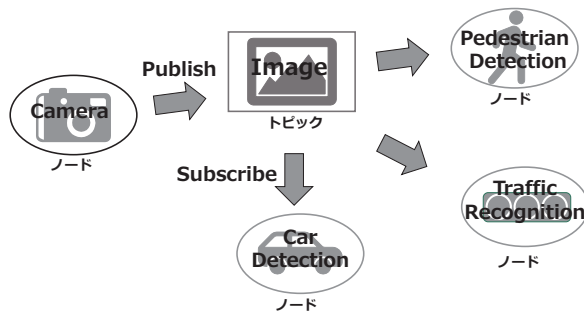 Publish
Image
Pedestrian
Detection
Camera
トピック
ノード
ノード
Subscribe
Car
Detection
Traffic
Recognition
ノード
ノード